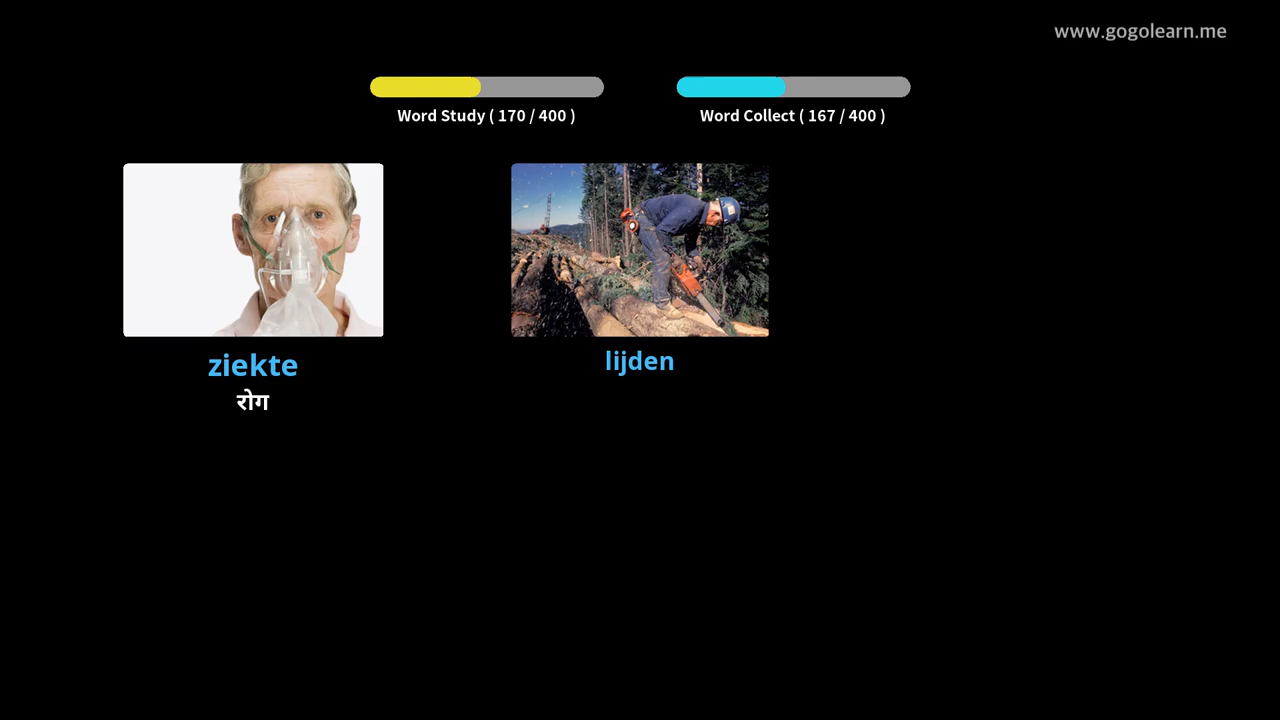 www.gogolearn.me
Word Study ( 170 / 400 )
Word Collect ( 167 / 400 )
ziekte
रोग
lijden